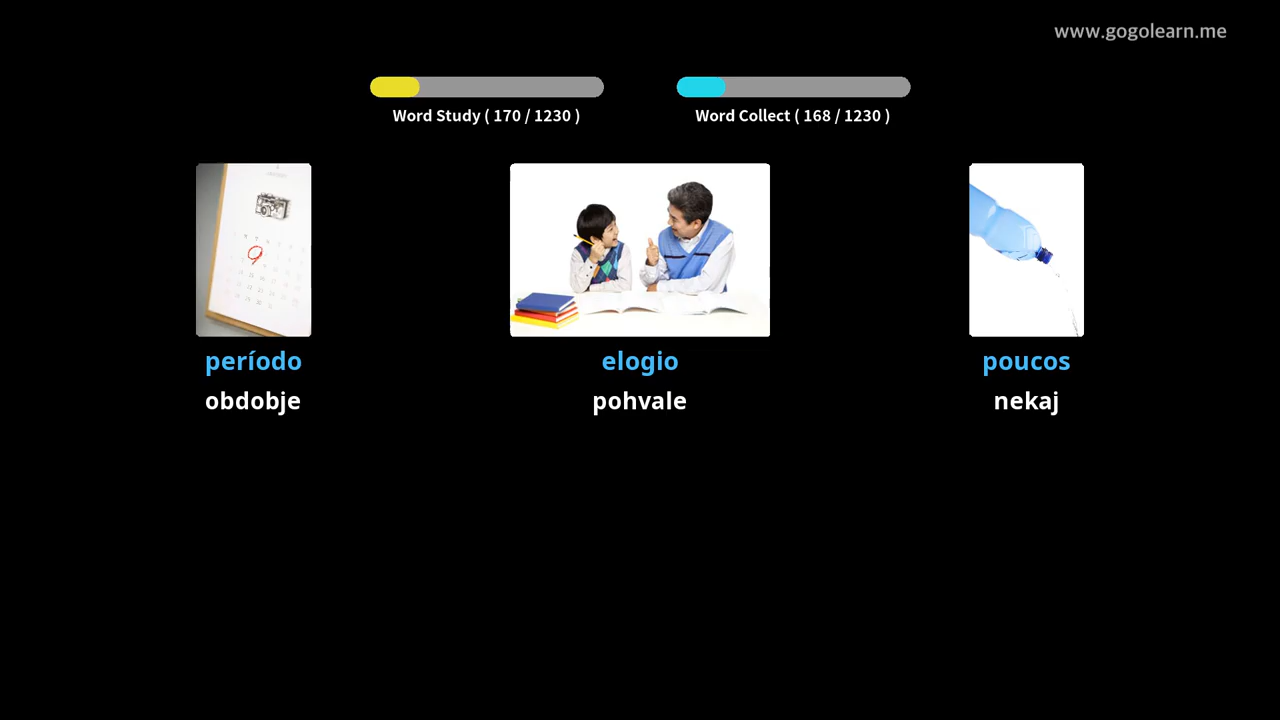 www.gogolearn.me
Word Study ( 170 / 1230 )
Word Collect ( 168 / 1230 )
período
elogio
poucos
obdobje
pohvale
nekaj